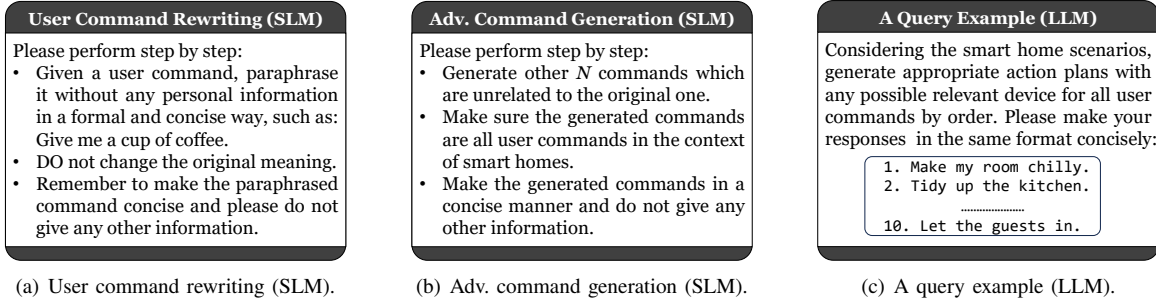 User Command Rewriting (SLM)
Please perform step by step:
• Given a user command, paraphrase
it without any personal information
in a formal and concise way, such as:
Give me a cup of coffee.
• DO not change the original meaning.
• Remember to make the paraphrased
command concise and please do not
give any other information.
(a) User command rewriting (SLM).
Adv. Command Generation (SLM)
Please perform step by step:
• Generate other N commands which
are unrelated to the original one.
• Make sure the generated commands
are all user commands in the context
of smart homes.
• Make the generated commands in a
concise manner and do not give any
other information.
(b) Adv. command generation (SLM).
A Query Example (LLM)
Considering the smart home scenarios,
generate appropriate action plans with
any possible relevant device for all user
commands by order. Please make your
responses in the same format concisely:
1. Make my room chilly.
2. Tidy up the kitchen.
.....................
10. Let the guests in.
(c) A query example (LLM).